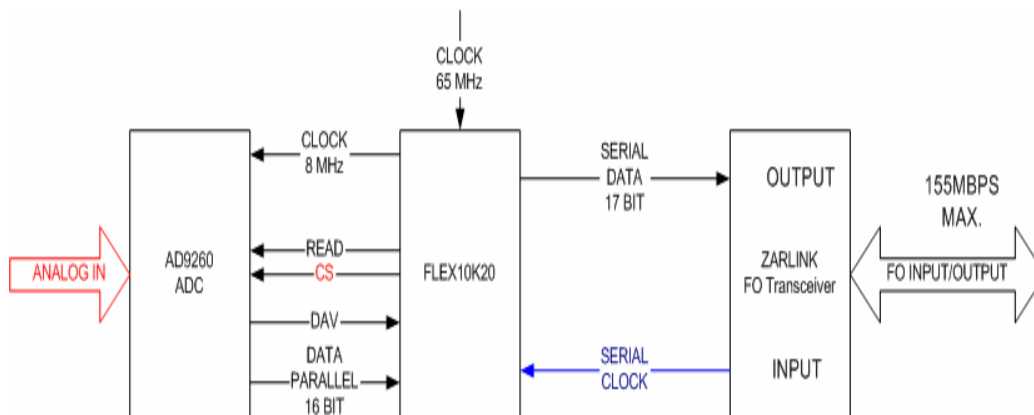 CLOCK
65 MHz
CLOCK
8 MHz
SERIAL
DATA
17 BIT
OUTPUT
155MBPS
MAX.
READ
ANALOG IN
AD9260
ADC
CS
FLEX10K20
ZARLINK
FO Transceiver
FO INPUT/OUTPUT
DAV
DATA
PARALLEL
16 BIT
SERIAL
CLOCK
INPUT